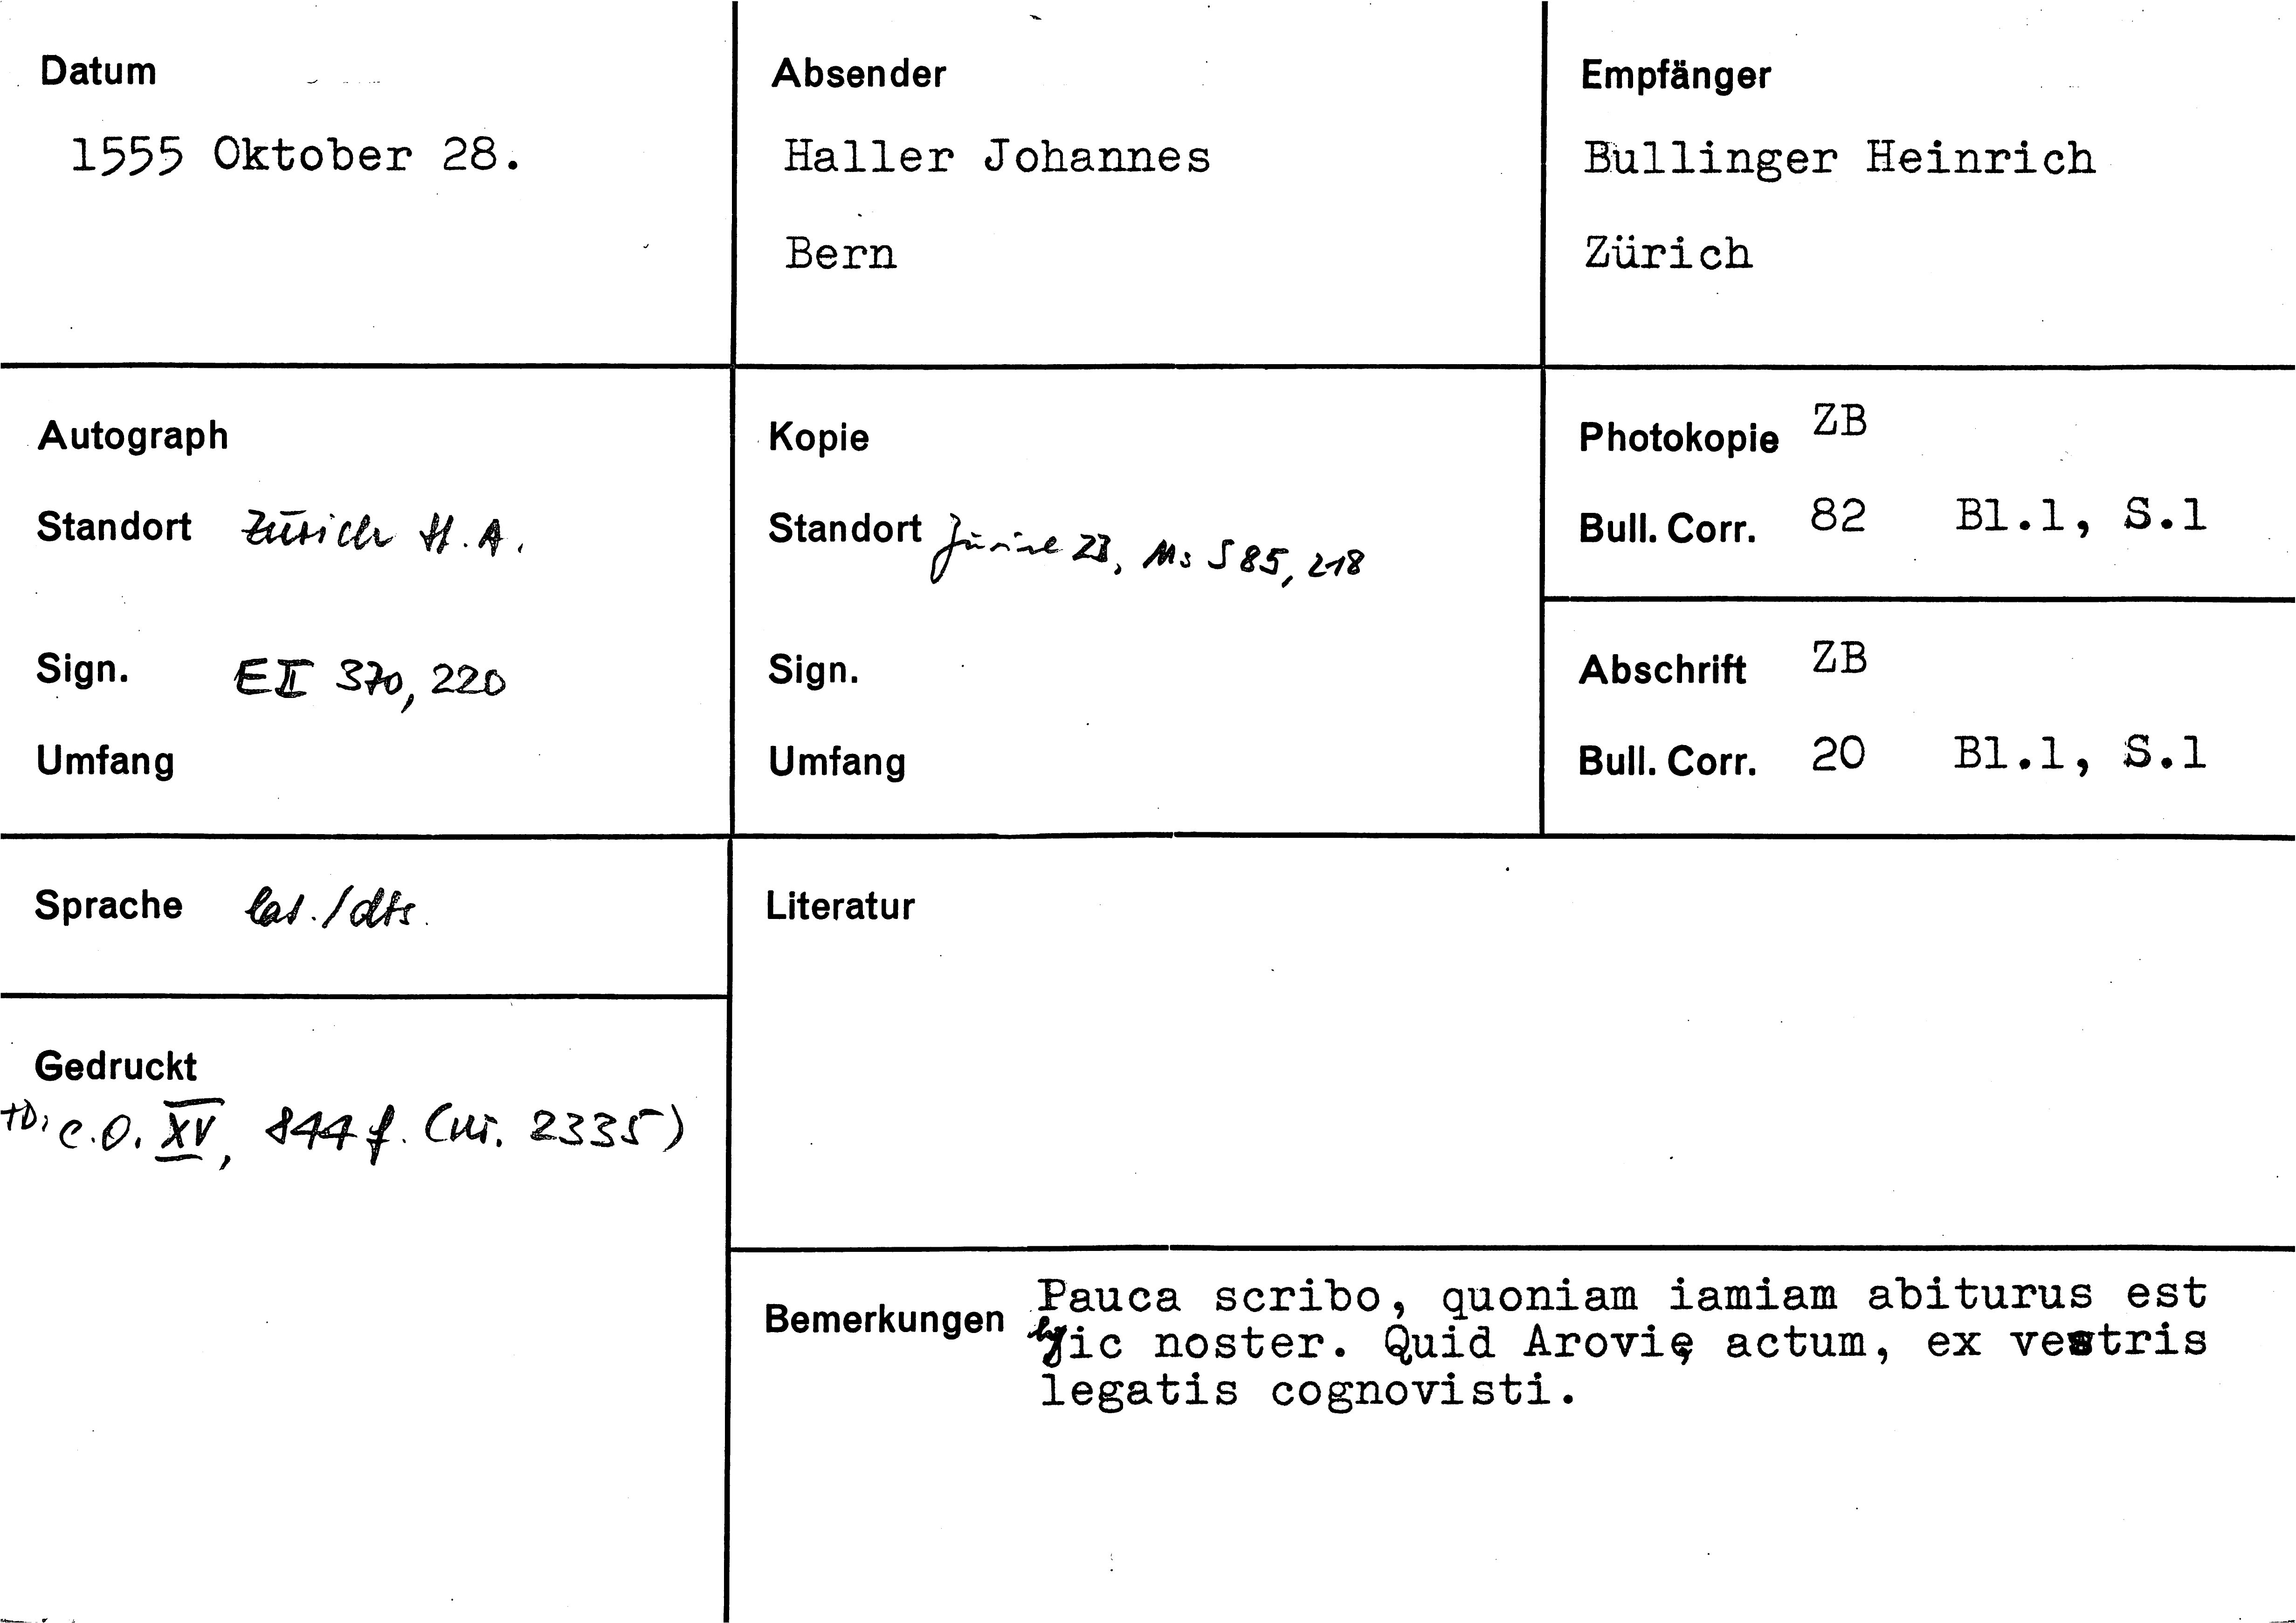 Datum
1555 Oktober 28.
Absender
Haller Johannes
Bern
Empfänger
Bullinger Heinrich
Zürich
Autograph
Standort Zürich St.A.
Sign. E II 370, 220
Umfang
Kopie
Standort Zürich ZB, Ms S 85, 218
Sign.
Umfang
Photokopie ZB
Bull. Corr. 82 Bl.1, S.1
Abschrift ZB
Bull. Corr. 20 Bl.1, S.1
Sprache lat./dts.
Gedruckt
C.O. XV, 844 f. (nr. 2335)
Literatur
Bemerkungen Pauca scribo, quoniam iamiam abiturus est
hic noster. Quid Arovię actum, ex vestris
legatis cognovisti.